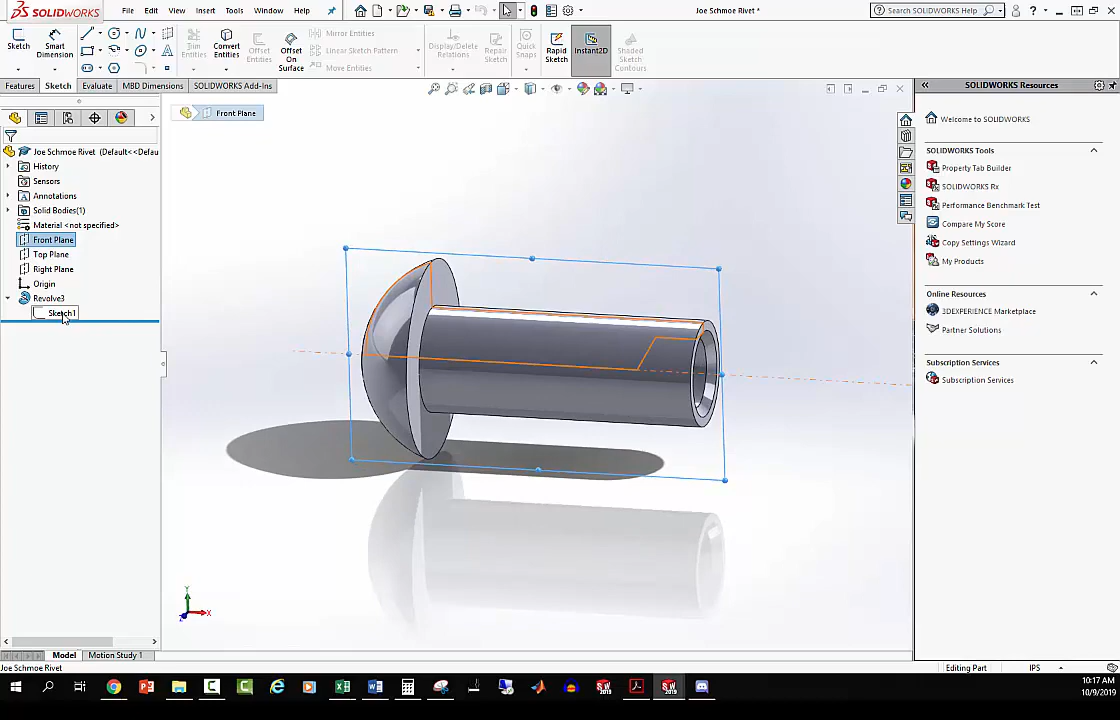 SOLIDWORKS
File Edit View Insert Tools Window
Joe Schmoe Rivet *
Search SOLIDWORKS Help
Sketch
Smart Dimension
Trim Entities
Convert Entities
Offset Entities
Offset On Surface
Mirror Entities
Linear Sketch Pattern
Move Entities
Display/Delete Relations
Repair Sketch
Quick Snaps
Rapid Sketch
Instant2D
Shaded Sketch Contours
Features Sketch Evaluate MBD Dimensions SOLIDWORKS Add-Ins
Front Plane
Joe Schmoe Rivet (Default<<Defau
History
Sensors
Annotations
Solid Bodies(1)
Material <not specified>
Front Plane
Top Plane
Right Plane
Origin
Revolve3
Sketch1
Y
X
Z
SOLIDWORKS Resources
Welcome to SOLIDWORKS
SOLIDWORKS Tools
Property Tab Builder
SOLIDWORKS Rx
Performance Benchmark Test
Compare My Score
Copy Settings Wizard
My Products
Online Resources
3DEXPERIENCE Marketplace
Partner Solutions
Subscription Services
Subscription Services
Model Motion Study 1
Joe Schmoe Rivet
Editing Part
IPS
10:17 AM
10/9/2019